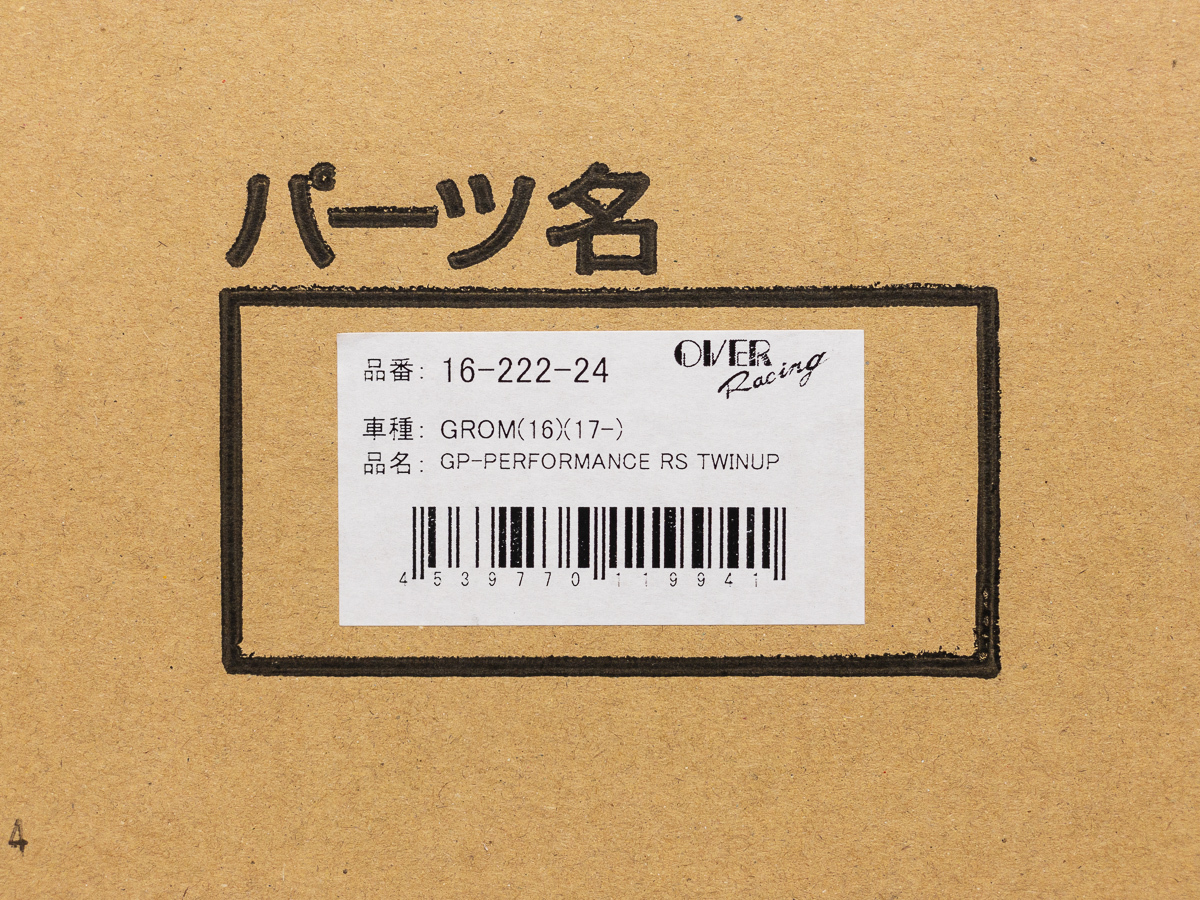 パーツ名
品番: 16-222-24
OVER
Racing
車種: GROM(16)(17-)
品名: GP-PERFORMANCE RS TWINUP
4 539770 119941
4